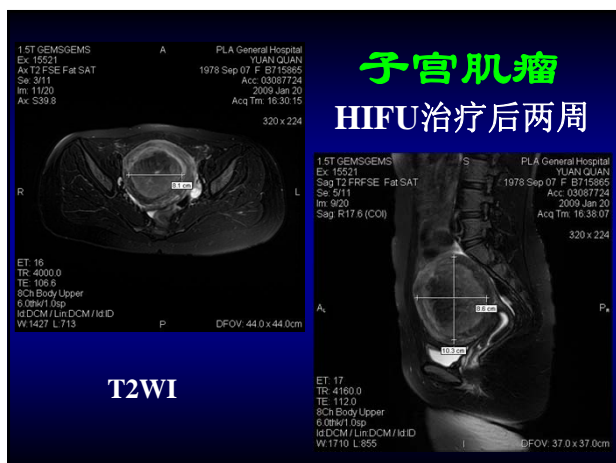 1.5T GEMSGEMS
Ex: 15521
Ax T2 FSE Fat SAT
Se: 3/11
Im: 11/20
Ax: S39.8
A
PLA General Hospital
YUAN QUAN
1978 Sep 07 F B715865
Acc: 03087724
2009 Jan 20
Acq Tm: 16:30:15
320 x 224
R
8.1 cm
L
ET: 16
TR: 4000.0
TE: 106.6
8Ch Body Upper
6.0thk/1.0sp
Id:DCM / Lin:DCM / Id:ID
W:1427 L:713
P
DFOV: 44.0 x 44.0cm
T2WI
子宫肌瘤
HIFU治疗后两周
1.5T GEMSGEMS
Ex: 15521
Sag T2 FRFSE Fat SAT
Se: 5/11
Im: 9/20
Sag: R17.6 (COI)
S
PLA General Hospital
YUAN QUAN
1978 Sep 07 F B715865
Acc: 03087724
2009 Jan 20
Acq Tm: 16:38:07
320 x 224
AL
8.6 cm
PR
10.3 cm
ET: 17
TR: 4160.0
TE: 112.0
8Ch Body Upper
6.0thk/1.0sp
Id:DCM / Lin:DCM / Id:ID
W:1710 L:855
I
DFOV: 37.0 x 37.0cm